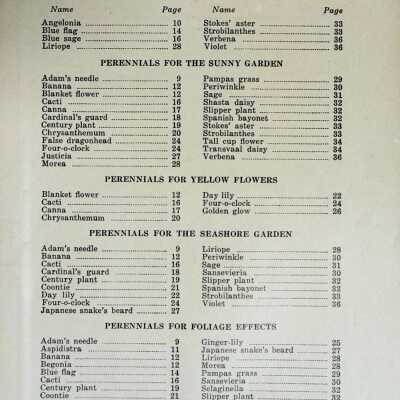 Name Page Name Page
Angelonia 10 Stokes' aster 33
Blue flag 14 Strobilanthes 33
Blue sage 16 Verbena 36
Liriope 28 Violet 36
PERENNIALS FOR THE SUNNY GARDEN
Adam's needle 9 Pampas grass 29
Banana 12 Periwinkle 30
Blanket flower 12 Sage 31
Cacti 16 Shasta daisy 32
Canna 17 Slipper plant 32
Cardinal's guard 18 Spanish bayonet 32
Century plant 19 Stokes' aster 33
Chrysanthemum 20 Strobilanthes 33
False dragonhead 24 Tall cup flower 34
Four-o-clock 24 Transvaal daisy 34
Justicia 27 Verbena 36
Morea 28
PERENNIALS FOR YELLOW FLOWERS
Blanket flower 12 Day lily 22
Cacti 16 Four-o-clock 24
Canna 17 Golden glow 26
Chrysanthemum 20
PERENNIALS FOR THE SEASHORE GARDEN
Adam's needle 9 Liriope 28
Banana 12 Periwinkle 30
Cacti 16 Sage 31
Cardinal's guard 18 Sansevieria 30
Century plant 19 Slipper plant 32
Coontie 21 Spanish bayonet 32
Day lily 22 Strobilanthes 33
Four-o-clock 24 Violet 36
Japanese snake's beard 27
PERENNIALS FOR FOLIAGE EFFECTS
Adam's needle 9 Ginger-lily 25
Aspidistra 11 Japanese snake's beard 27
Banana 12 Liriope 28
Begonia 12 Morea 28
Blue flag 14 Pampas grass 29
Cacti 16 Sansevieria 30
Century plant 19 Selaginella 32
Coontie 21 Slipper plant 32